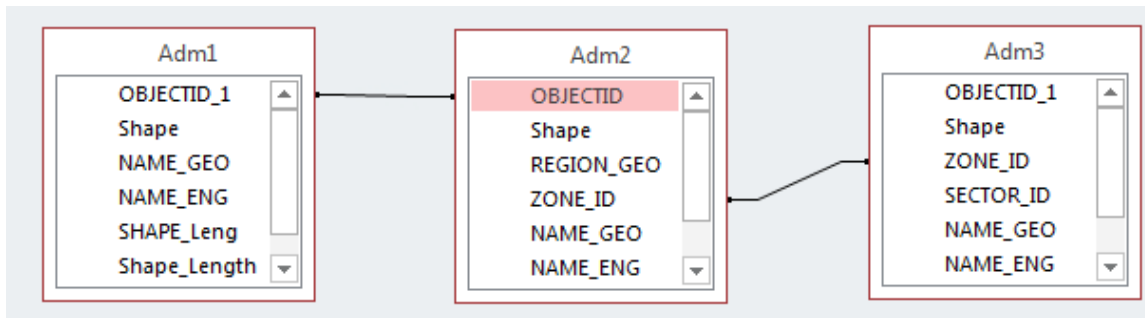 Adm1
OBJECTID_1
Shape
NAME_GEO
NAME_ENG
SHAPE_Leng
Shape_Length
Adm2
OBJECTID
Shape
REGION_GEO
ZONE_ID
NAME_GEO
NAME_ENG
Adm3
OBJECTID_1
Shape
ZONE_ID
SECTOR_ID
NAME_GEO
NAME_ENG